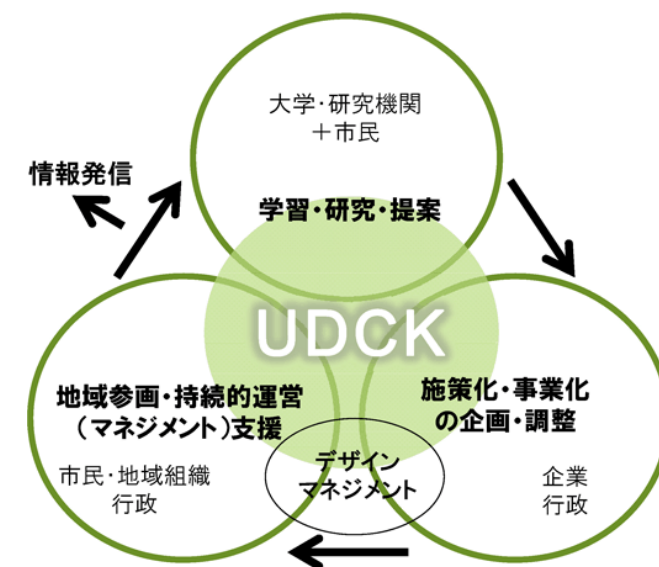 大学・研究機関
＋市民
情報発信
学習・研究・提案
UDCK
地域参画・持続的運営
（マネジメント）支援
施策化・事業化
の企画・調整
デザイン
マネジメント
市民・地域組織
行政
企業
行政